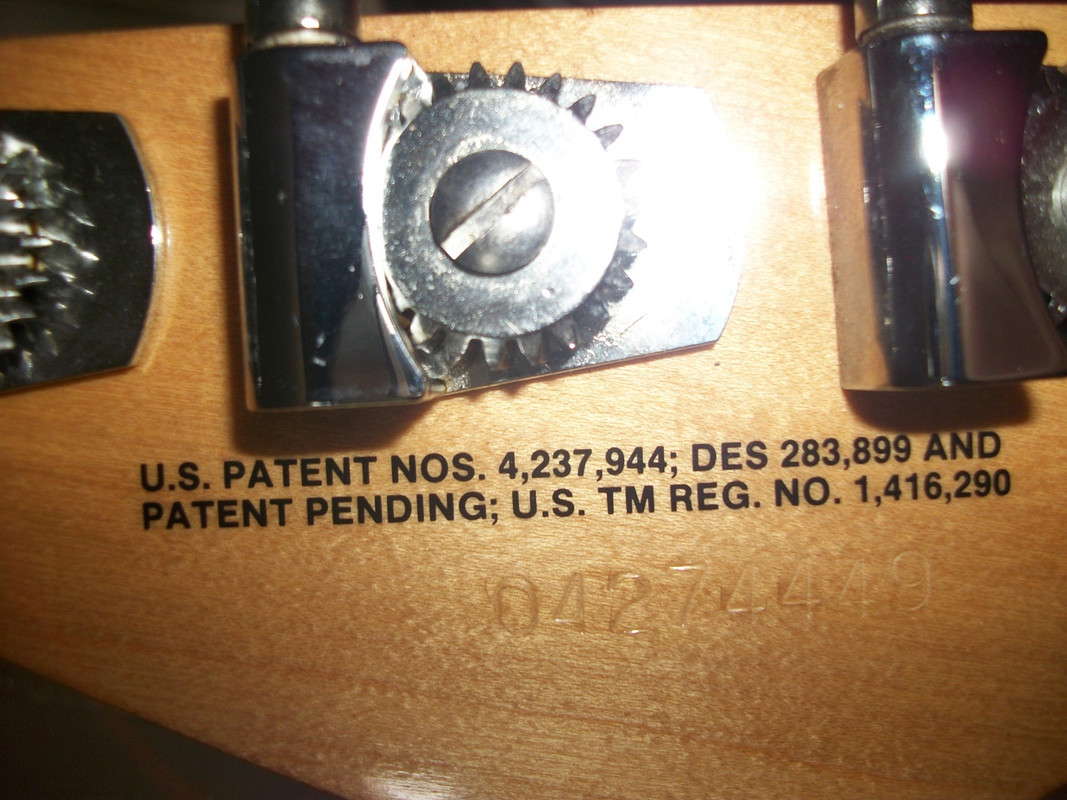 U.S. PATENT NOS. 4,237,944; DES 283,899 AND
PATENT PENDING; U.S. TM REG. NO. 1,416,290
04274449